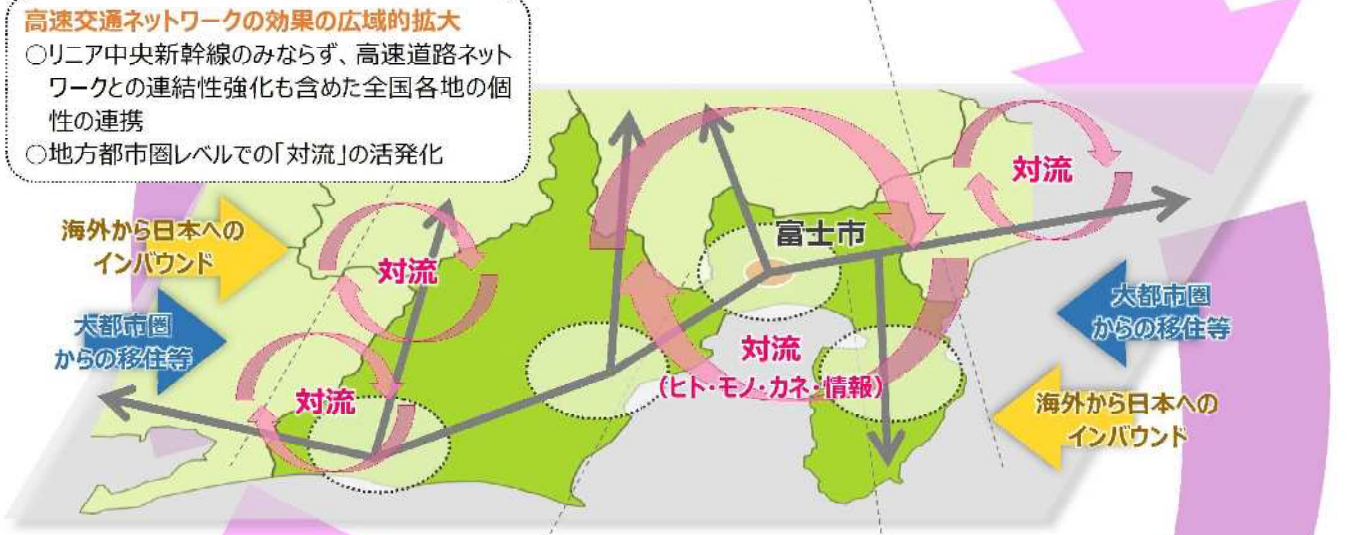 高速交通ネットワークの効果の広域的拡大
○リニア中央新幹線のみならず、高速道路ネット
ワークとの連結性強化も含めた全国各地の個
性の連携
○地方都市圏レベルでの「対流」の活発化
対流
富士市
海外から日本への
インバウンド
対流
大都市圏
からの移住等
大都市圏
からの移住等
対流
(ヒト・モノ・カネ・情報)
対流
海外から日本への
インバウンド